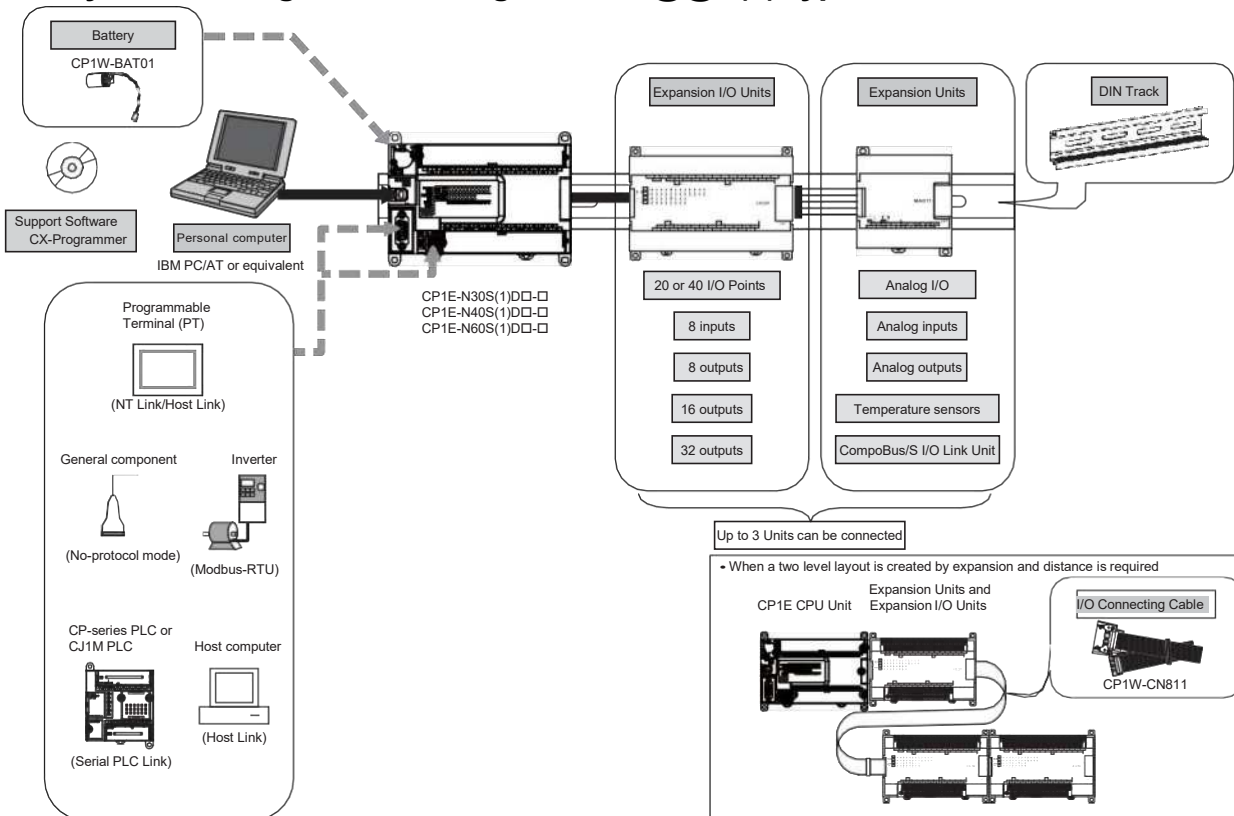 Battery
CP1W-BAT01
Support Software
CX-Programmer
Personal computer
IBM PC/AT or equivalent
CP1E-N30S(1)D□-□
CP1E-N40S(1)D□-□
CP1E-N60S(1)D□-□
Expansion I/O Units
20 or 40 I/O Points
8 inputs
8 outputs
16 outputs
32 outputs
Expansion Units
MAD11
Analog I/O
Analog inputs
Analog outputs
Temperature sensors
CompoBus/S I/O Link Unit
DIN Track
Up to 3 Units can be connected
Programmable
Terminal (PT)
(NT Link/Host Link)
General component
(No-protocol mode)
Inverter
(Modbus-RTU)
CP-series PLC or
CJ1M PLC
(Serial PLC Link)
Host computer
(Host Link)
• When a two level layout is created by expansion and distance is required
CP1E CPU Unit
Expansion Units and
Expansion I/O Units
I/O Connecting Cable
CP1W-CN811